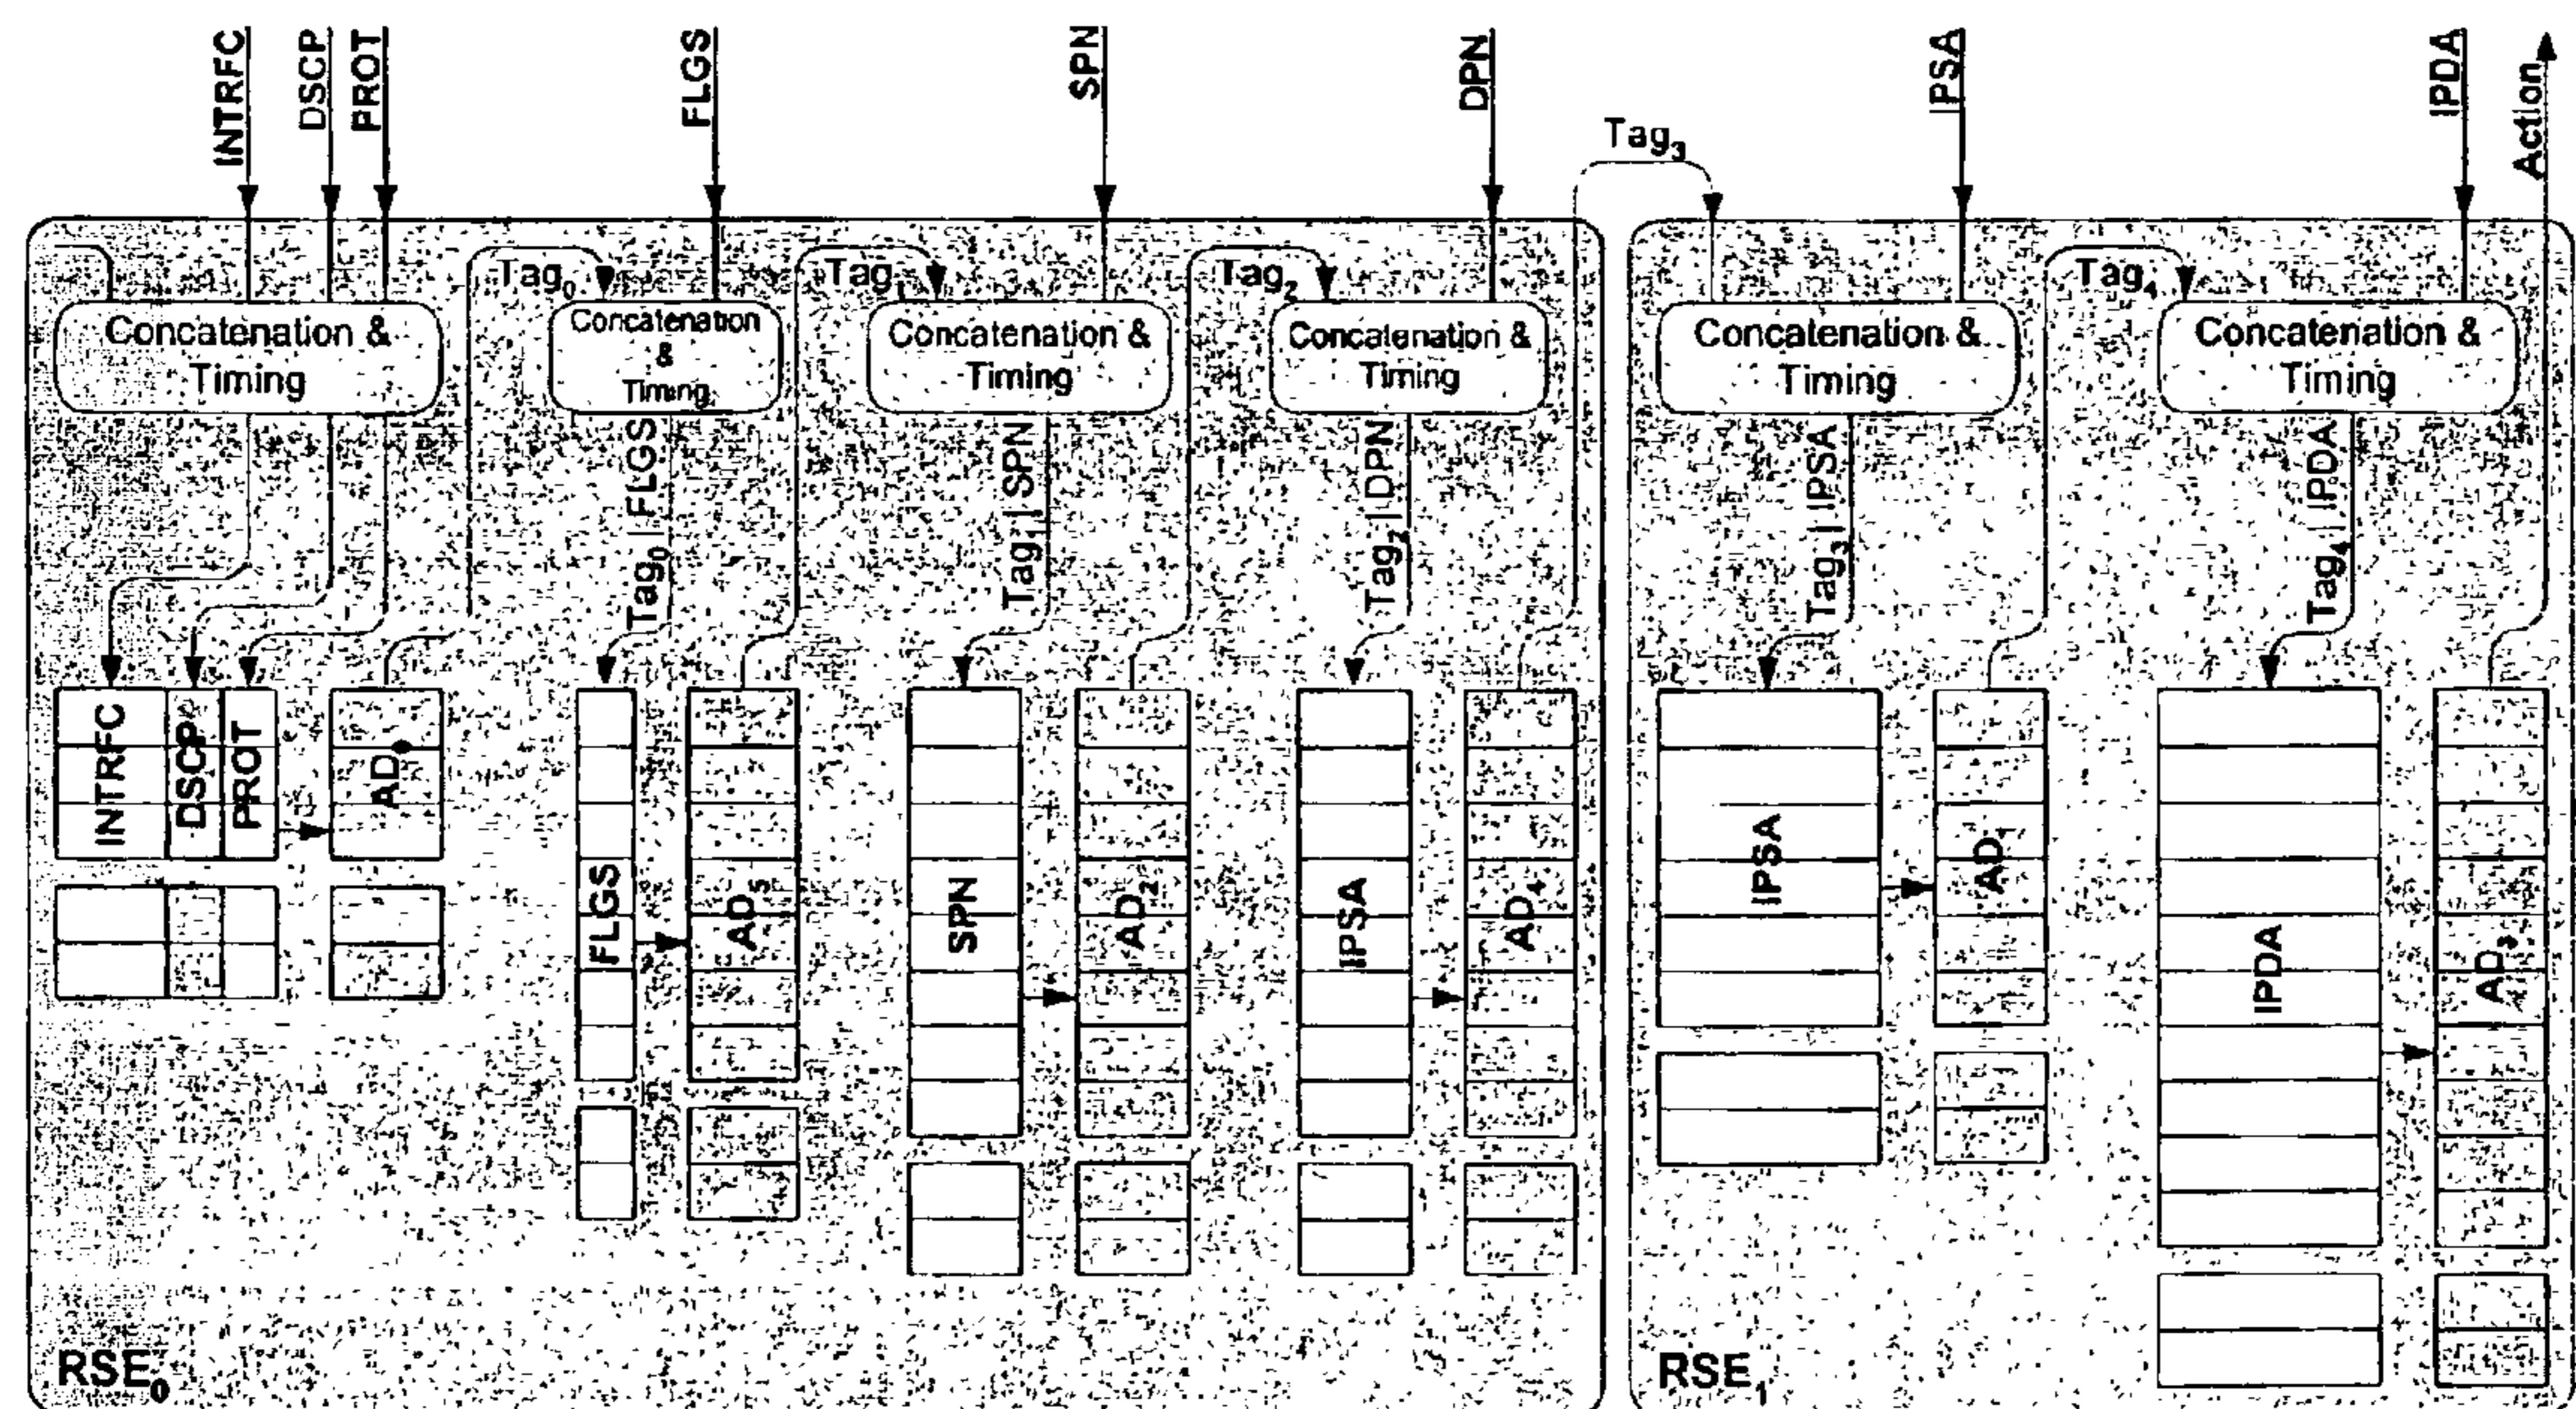 INTRFC
DSCP
PROT
FLGS
SPN
DPN
Tag3
IPSA
IPDA
Action
Tag0
Tag1
Tag2
Tag4
Concatenation &
Timing
Concatenation
&
Timing
Concatenation &
Timing
Concatenation &
Timing
Concatenation &
Timing
Concatenation &
Timing
Tag0 | FLGS
Tag1 | SPN
Tag2 | DPN
Tag3 | IPSA
Tag4 | IPDA
INTRFC
DSCP
PROT
AD0
FLGS
AD5
SPN
AD2
IPSA
AD4
IPSA
AD1
IPDA
AD3
RSE0
RSE1